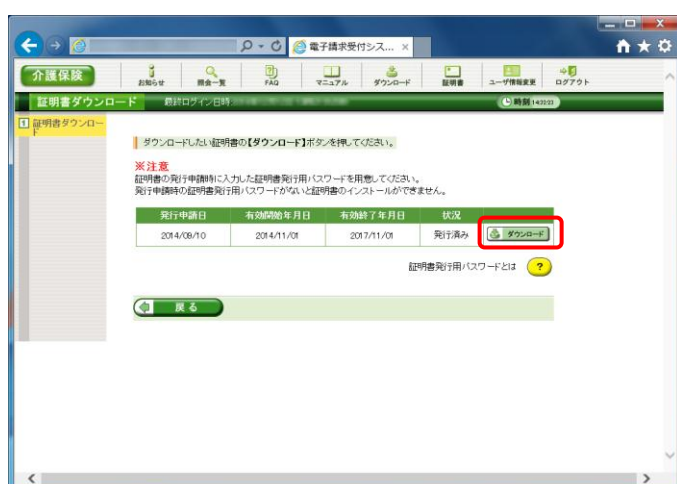 電子請求受付シス... ×
介護保険
お知らせ 照会一覧 FAQ マニュアル ダウンロード 証明書 ユーザ情報変更 ログアウト
証明書ダウンロード 最終ログイン日時
時刻
1 証明書ダウンロー
ド
ダウンロードしたい証明書の【ダウンロード】ボタンを押してください。
※注意
証明書の発行申請時に入力した証明書発行用パスワードを用意してください。
発行申請時の証明書発行用パスワードがないと証明書のインストールができません。
発行申請日 有効開始年月日 有効終了年月日 状況
2014/09/10 2014/11/01 2017/11/01 発行済み ダウンロード
証明書発行用パスワードとは ?
戻る